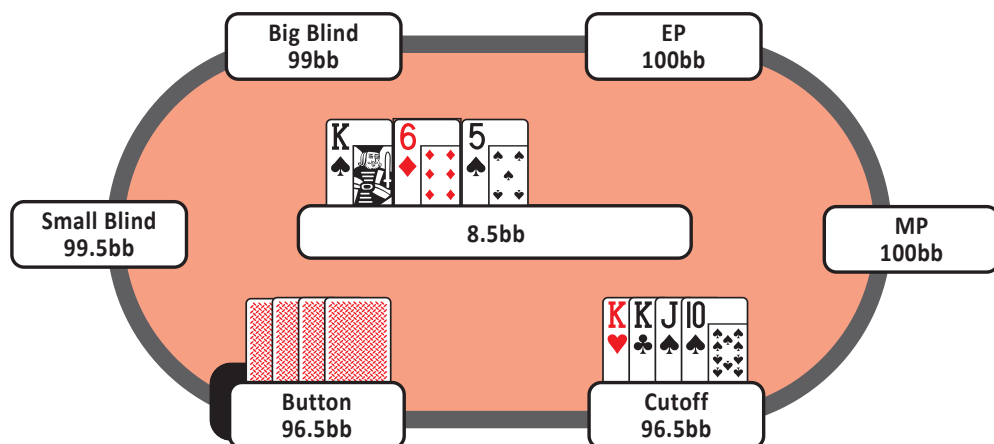 Big Blind
99bb
EP
100bb
K 6 5
Small Blind
99.5bb
8.5bb
MP
100bb
K K J 10
Button
96.5bb
Cutoff
96.5bb